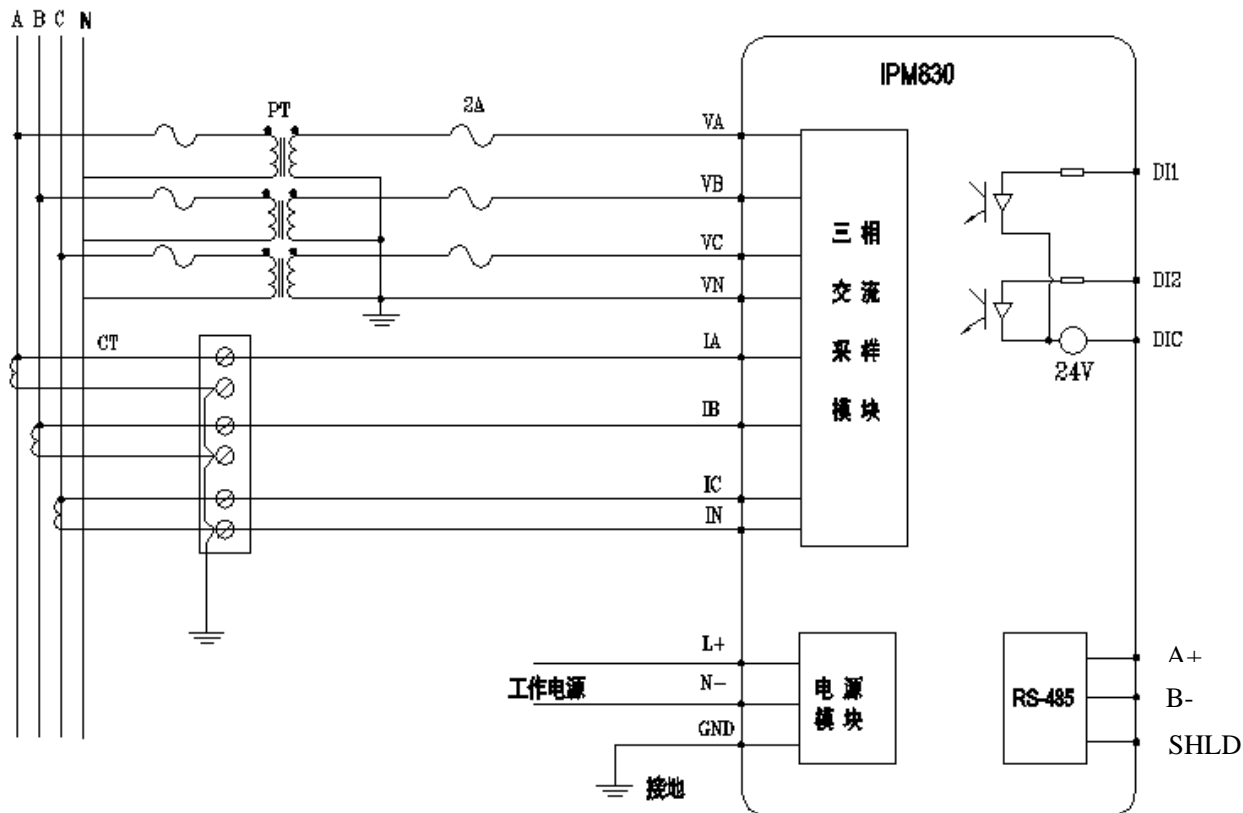 A B C N
IPM830
PT
2A
VA
VB
VC
VN
CT
IA
IB
IC
IN
三相
交流
采样
模块
DI1
DI2
DIC
24V
L+
工作电源
N-
GND
接地
电源
模块
RS-485
A+
B-
SHLD